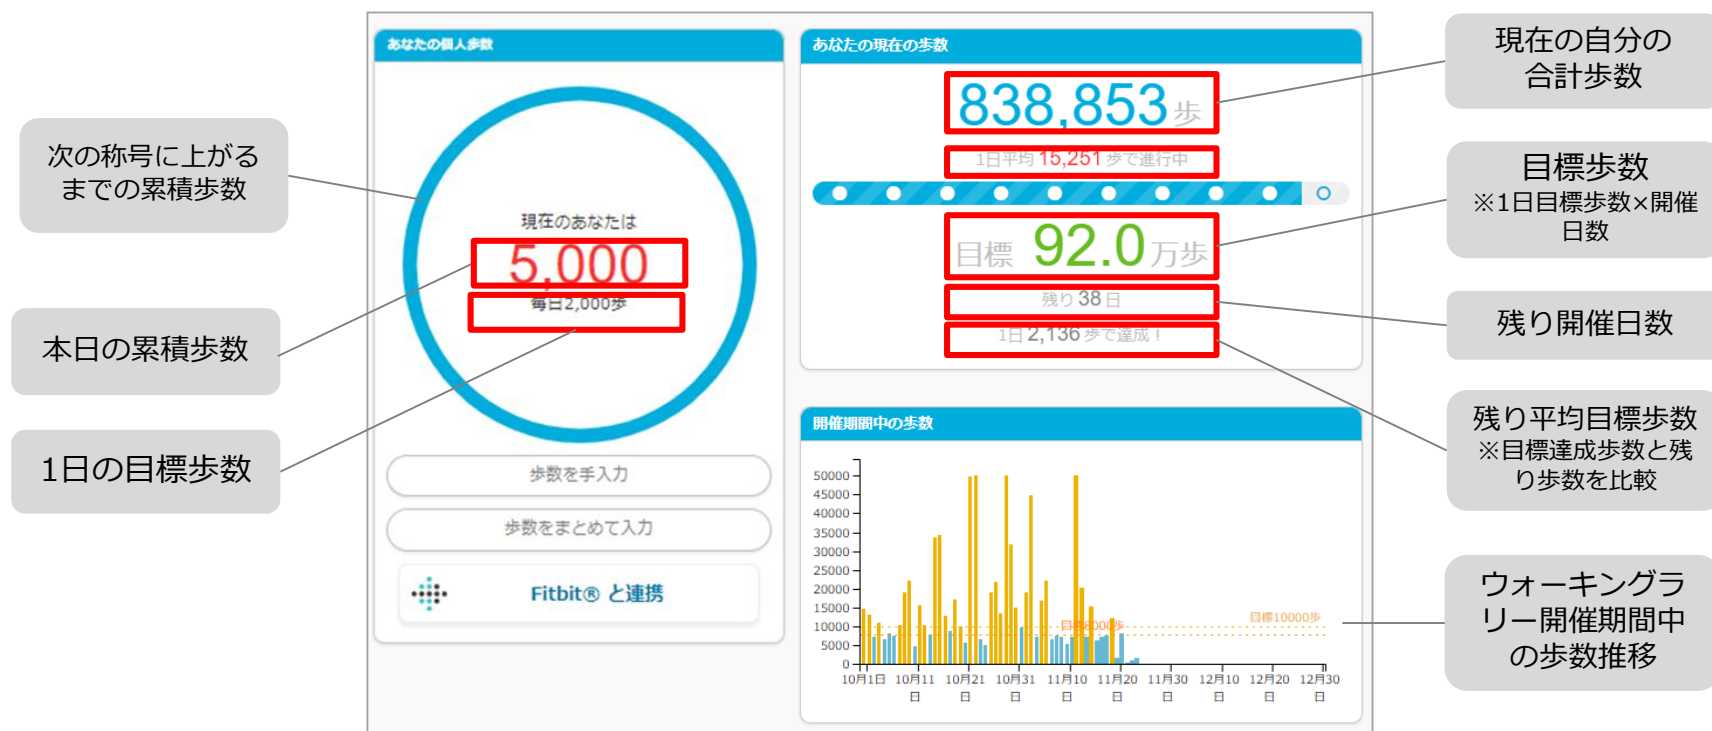 次の称号に上がる
までの累積歩数
本日の累積歩数
1日の目標歩数
あなたの個人歩数
現在のあなたは
5,000
毎日2,000歩
歩数を手入力
歩数をまとめて入力
Fitbit® と連携
あなたの現在の歩数
838,853歩
1日平均 15,251 歩で進行中
目標 92.0 万歩
残り 38 日
1日 2,136 歩で達成！
開催期間中の歩数
50000
45000
40000
35000
30000
25000
20000
15000
10000
5000
0
目標10000歩
目標8000歩
10月1日
10月11日
10月21日
10月31日
11月10日
11月20日
11月30日
12月10日
12月20日
12月30日
現在の自分の
合計歩数
目標歩数
※1日目標歩数×開催
日数
残り開催日数
残り平均目標歩数
※目標達成歩数と残
り歩数を比較
ウォーキングラ
リー開催期間中
の歩数推移